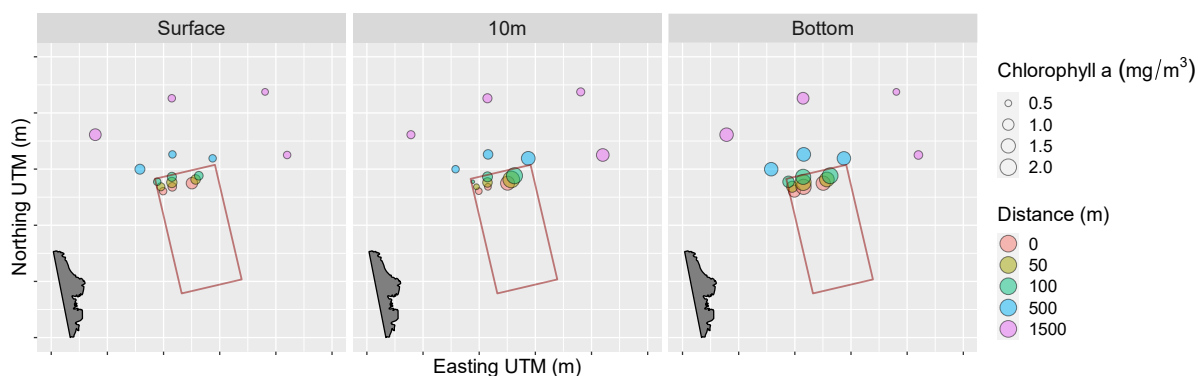 Surface
10m
Bottom
Northing UTM (m)
Easting UTM (m)
Chlorophyll a (mg/m³)
0.5
1.0
1.5
2.0
Distance (m)
0
50
100
500
1500